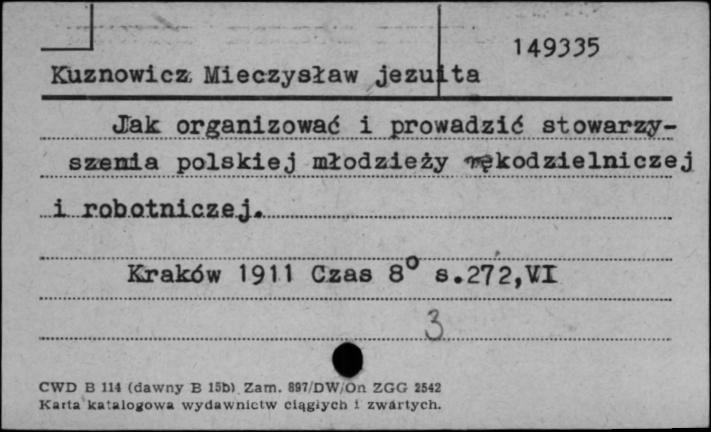 149335
Kuznowicz Mieczysław jezuita
Jak organizować i prowadzić stowarzy-
szenia polskiej młodzieży rękodzielniczej
i robotniczej.
Kraków 1911 Czas 8° s.272,VI
3
CWD B 114 (dawny B 15b) Zam. 897/DW/On ZGG 2542
Karta katalogowa wydawnictw ciągłych i zwartych.